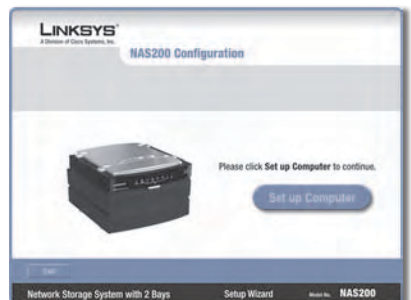 LINKSYS®
A Division of Cisco Systems, Inc.
NAS200 Configuration
Please click Set up Computer to continue.
Set up Computer
Exit
Network Storage System with 2 Bays Setup Wizard Model No. NAS200